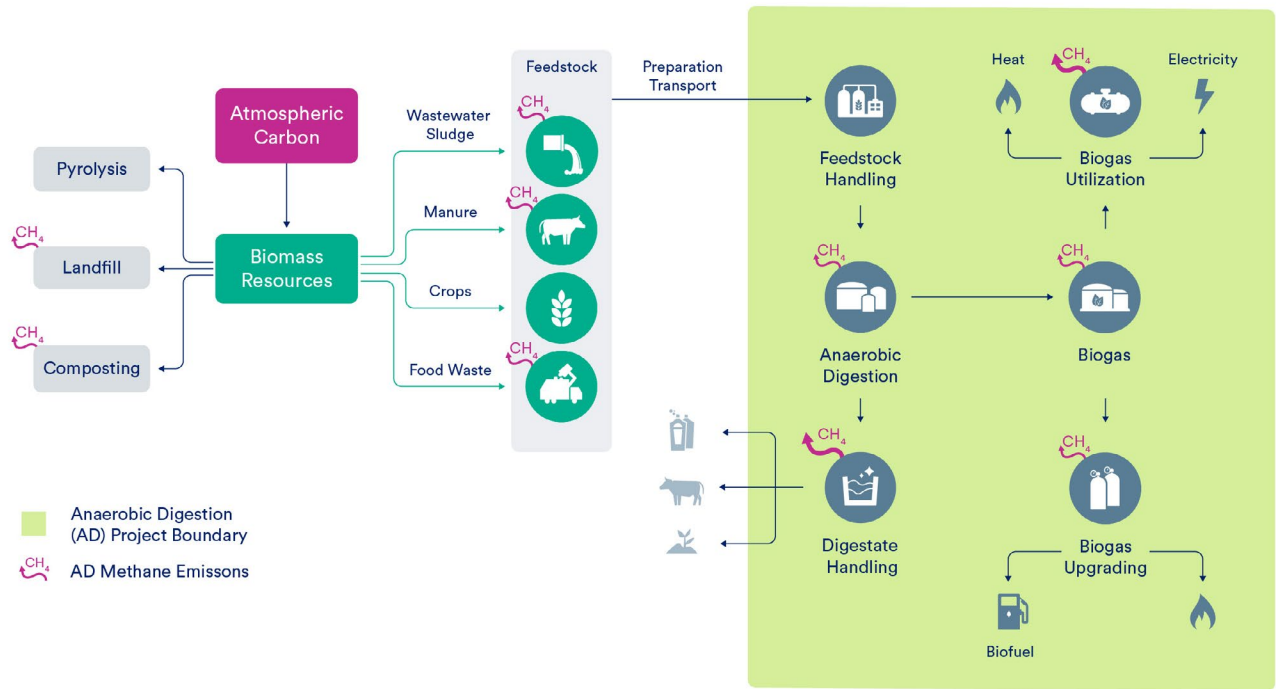 Atmospheric
Carbon
Pyrolysis
CH4
Landfill
CH4
Composting
Biomass
Resources
Wastewater
Sludge
Manure
Crops
Food Waste
Feedstock
CH4
CH4
CH4
Preparation
Transport
Feedstock
Handling
CH4
Anaerobic
Digestion
CH4
Digestate
Handling
Heat
CH4
Electricity
Biogas
Utilization
CH4
Biogas
CH4
Biogas
Upgrading
Biofuel
Anaerobic Digestion
(AD) Project Boundary
CH4
AD Methane Emissons